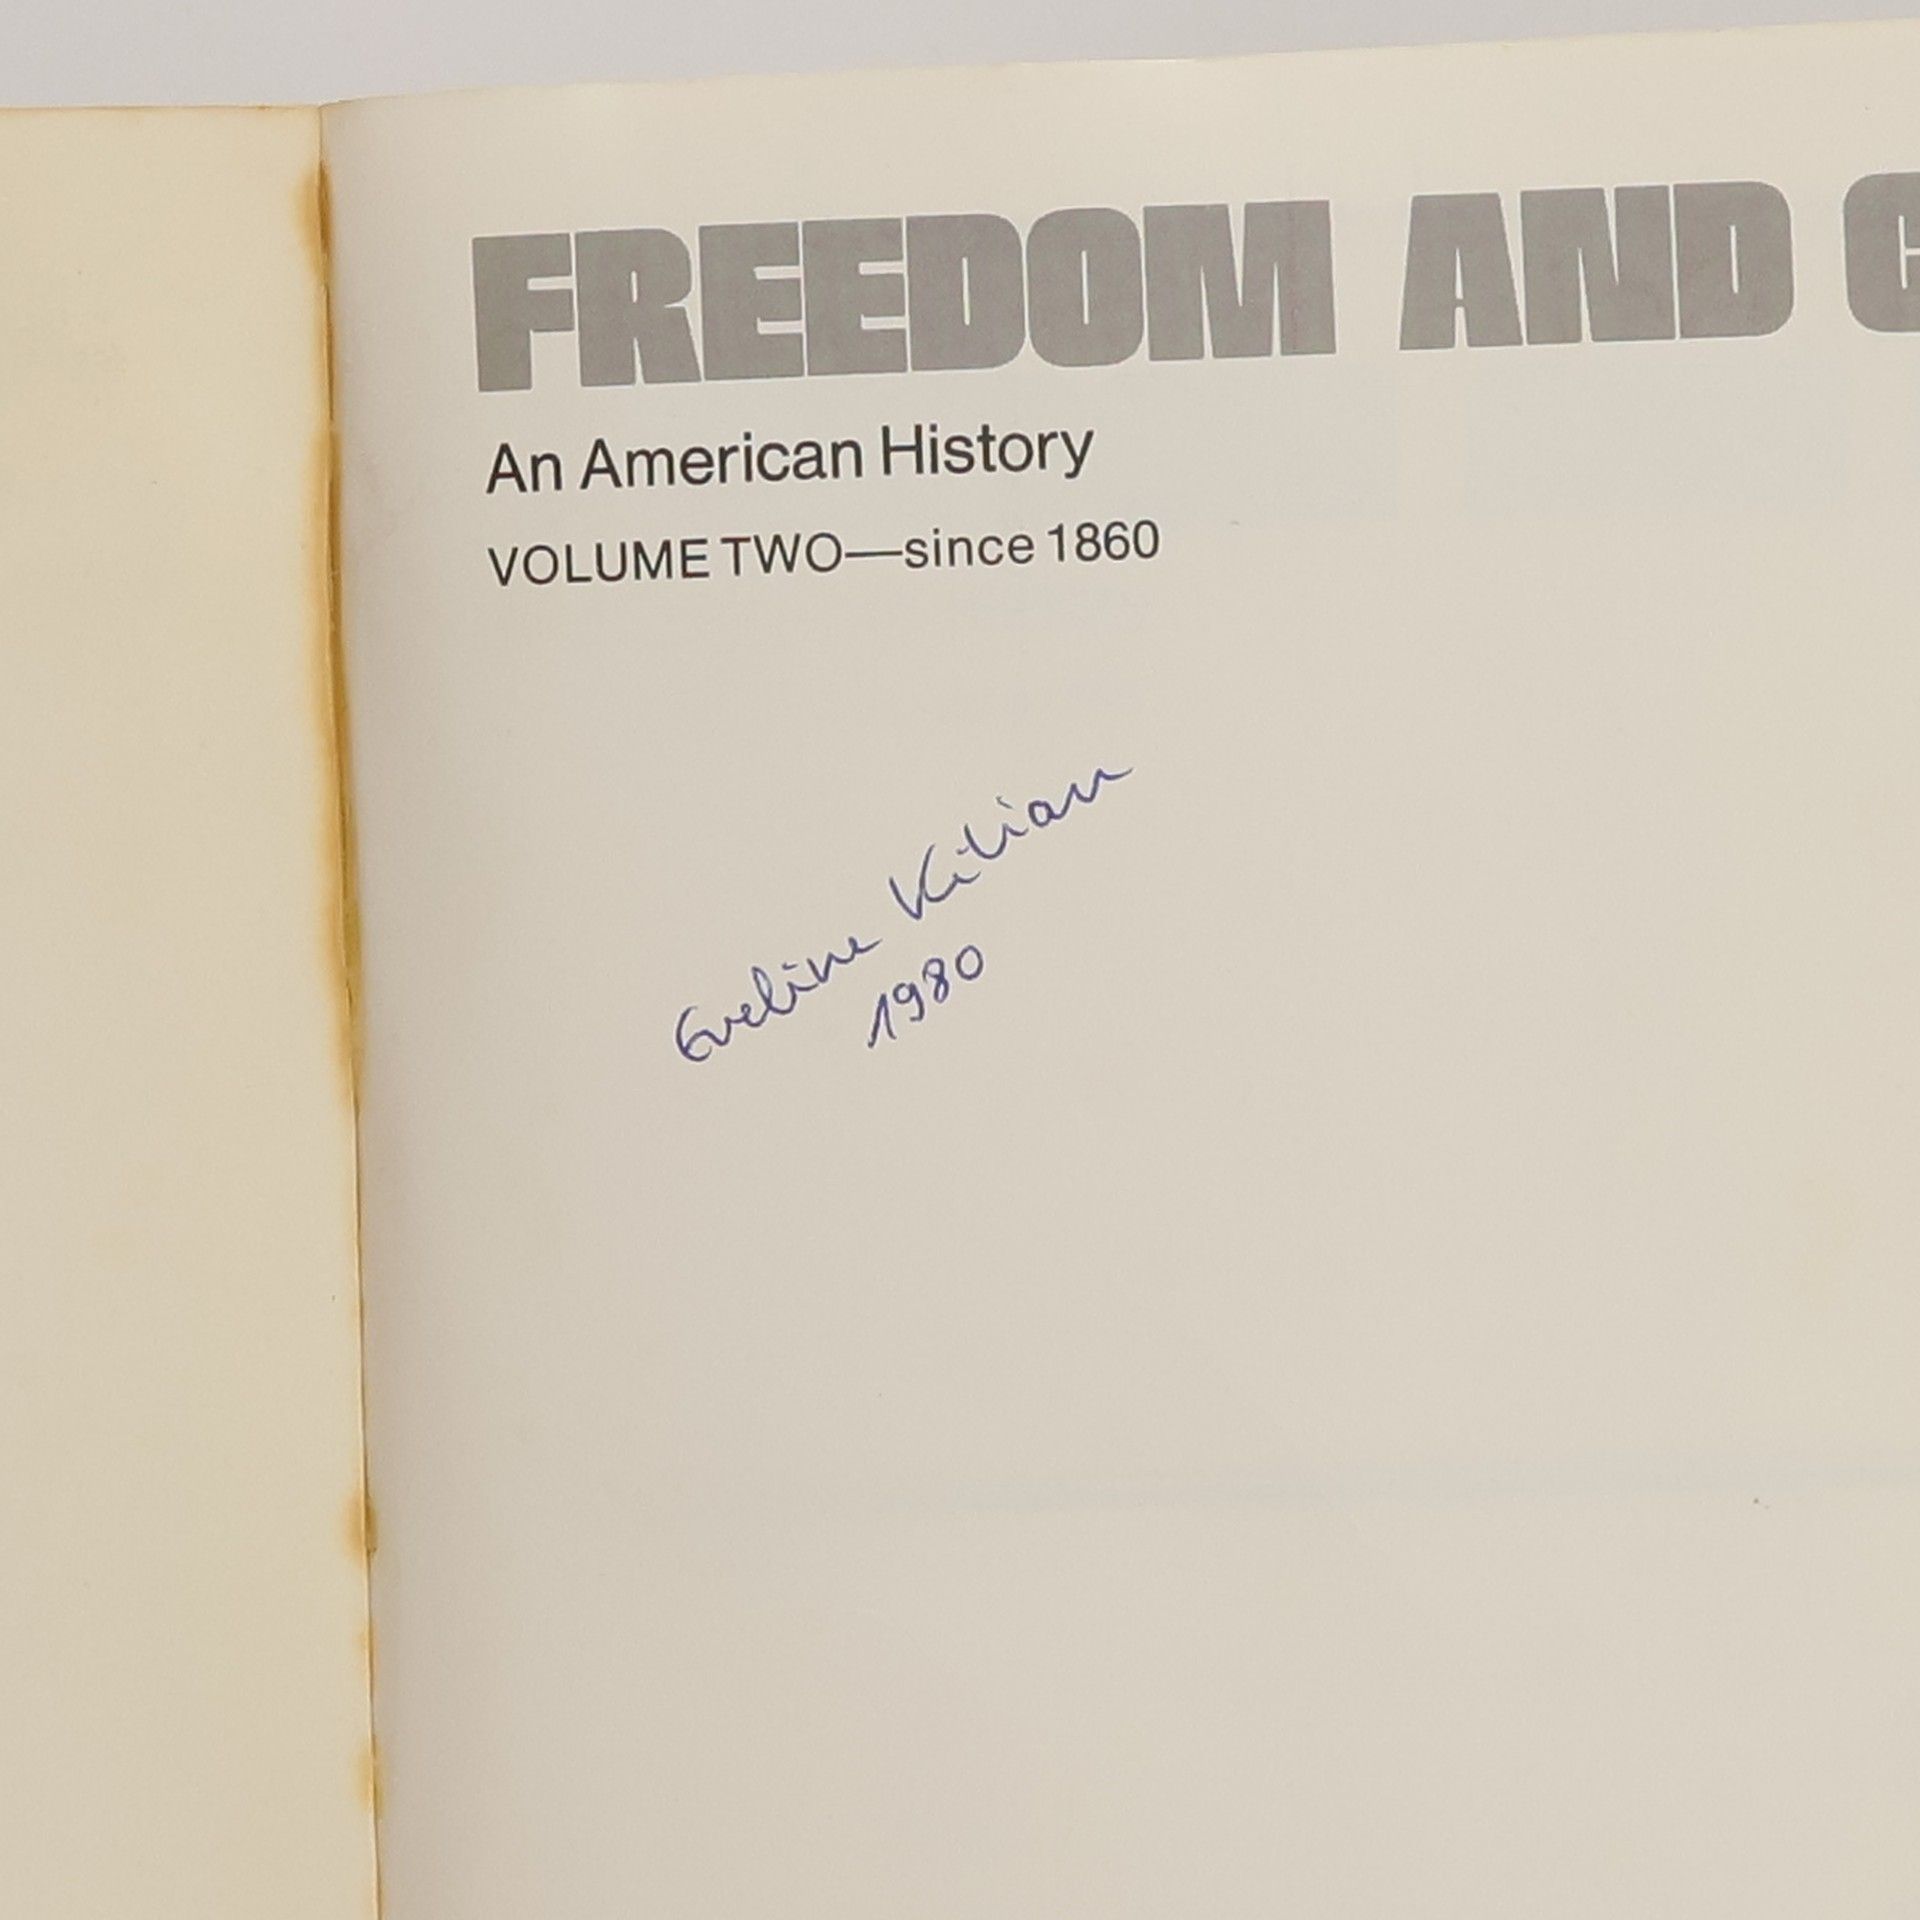 FREEDOM AND C
An American History
VOLUME TWO—since 1860
Eveline Kilian
1980